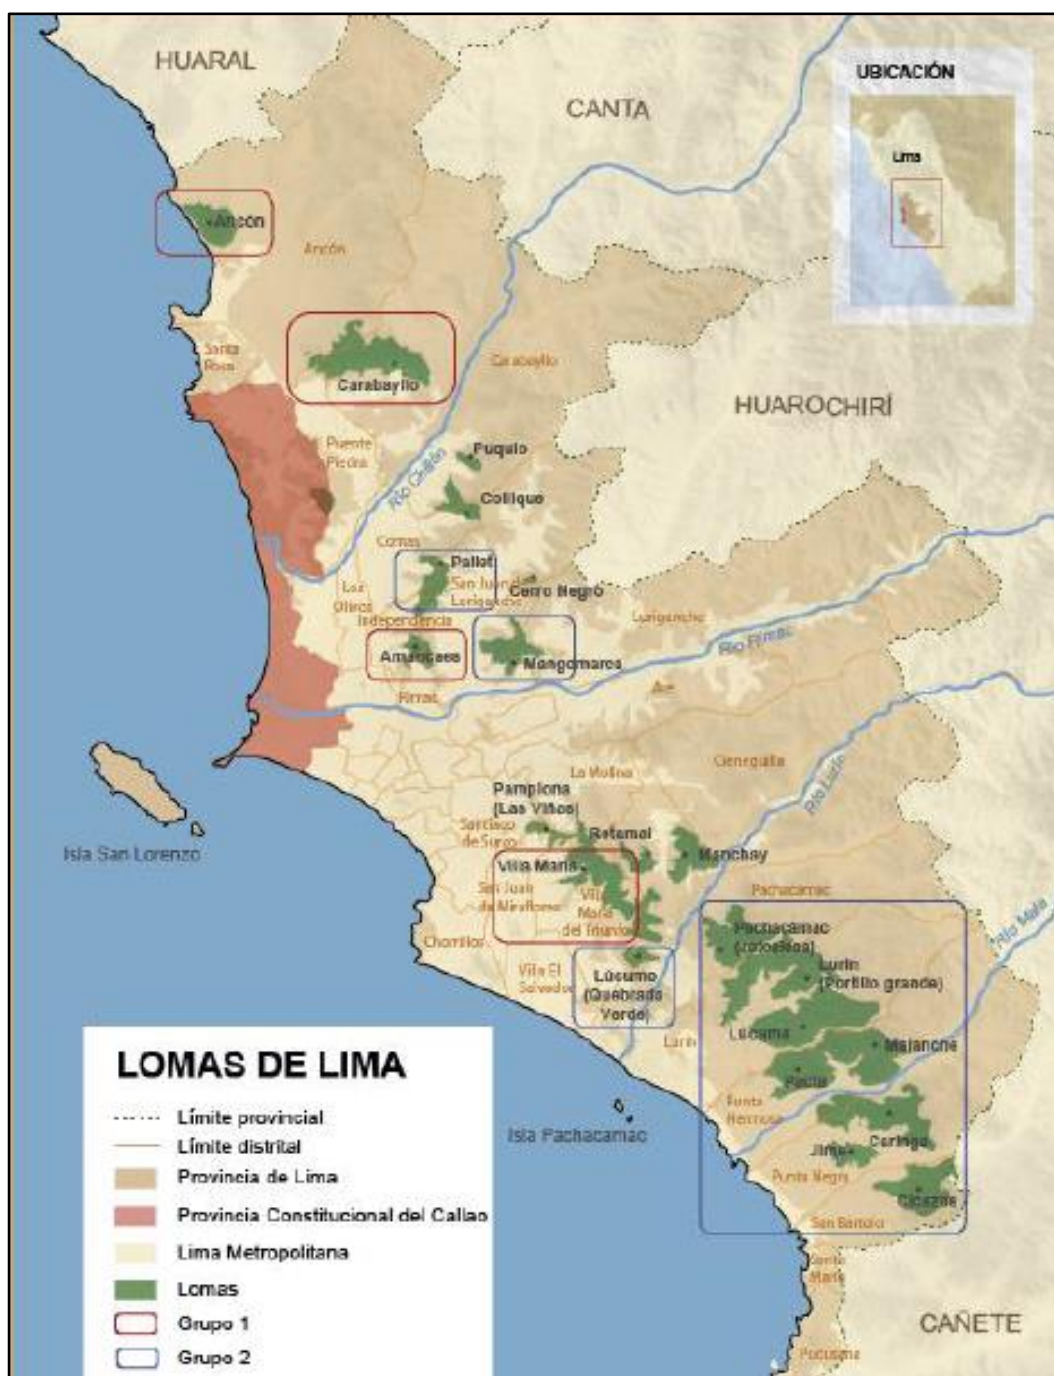 HUARAL
CANTA
UBICACIÓN
Lima
Ancón
Ancón
Santa
Rosa
Carabayllo
Carabayllo
HUAROCHIRÍ
Puente
Piedra
Río Chillón
Puquio
Collique
Comas
Pallet
San Juan de
Lurigancho
Cerro Negro
Los
Olivos
Independencia
Amancaes
Mangomarca
Lurigancho
Río Rímac
Rímac
Ate
Cieneguilla
La Molina
Río Lurín
Pamplona
(Las Viñas)
Santiago
de Surco
Retamal
Manchay
Villa María
San Juan
de Miraflores
Villa
María
del Triunfo
Pachacamac
Río Mala
Chorrillos
Villa El
Salvador
Lúcumo
(Quebrada
Verde)
Pachacamac
Lurín
(Portillo grande)
Lúcumo
Malanche
Lurín
Punta
Hermosa
Pacta
Caringa
Jime
Punta Negra
Cicasos
San Bartolo
Santa
María
Pucusana
CAÑETE
Isla San Lorenzo
Isla Pachacamac
LOMAS DE LIMA
Límite provincial
Límite distrital
Provincia de Lima
Provincia Constitucional del Callao
Lima Metropolitana
Lomas
Grupo 1
Grupo 2